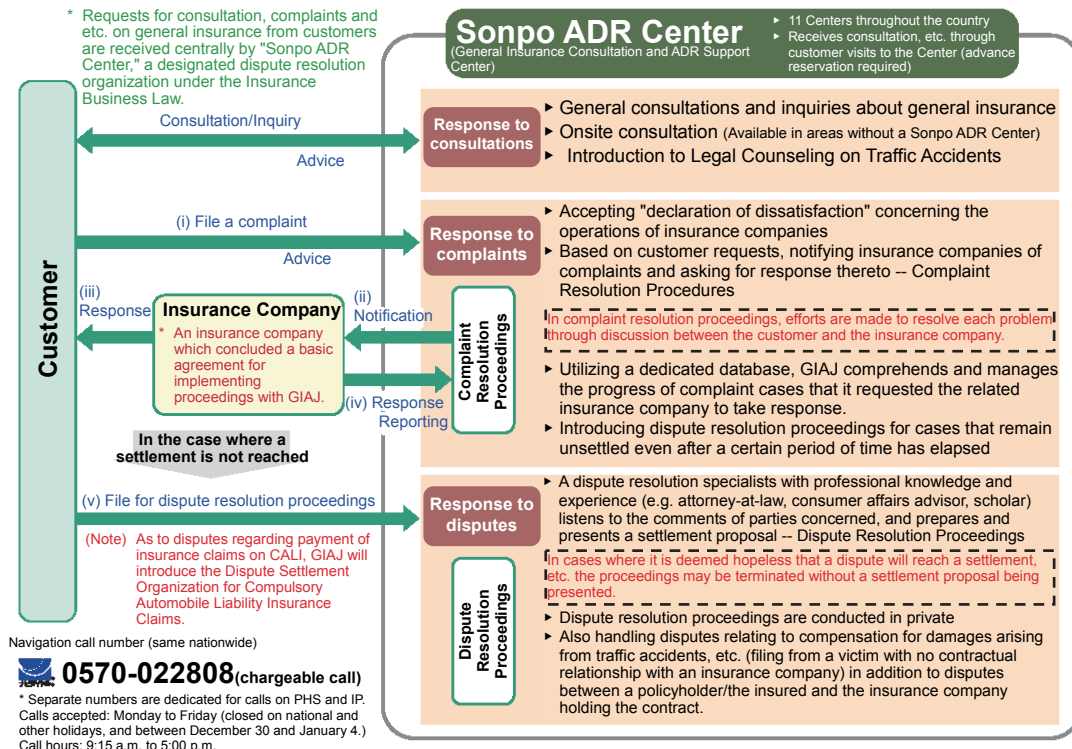 * Requests for consultation, complaints and
etc. on general insurance from customers
are received centrally by "Sonpo ADR
Center," a designated dispute resolution
organization under the Insurance
Business Law.
Sonpo ADR Center
(General Insurance Consultation and ADR Support
Center)
▶ 11 Centers throughout the country
▶ Receives consultation, etc. through
customer visits to the Center (advance
reservation required)
Customer
Consultation/Inquiry
Advice
Response to
consultations
▶ General consultations and inquiries about general insurance
▶ Onsite consultation (Available in areas without a Sonpo ADR Center)
▶ Introduction to Legal Counseling on Traffic Accidents
(i) File a complaint
Advice
Response to
complaints
▶ Accepting "declaration of dissatisfaction" concerning the
operations of insurance companies
▶ Based on customer requests, notifying insurance companies of
complaints and asking for response thereto -- Complaint
Resolution Procedures
(iii)
Response
Insurance Company
* An insurance company
which concluded a basic
agreement for
implementing
proceedings with GIAJ.
(ii)
Notification
(iv) Response
Reporting
Complaint
Resolution
Proceedings
In complaint resolution proceedings, efforts are made to resolve each problem
through discussion between the customer and the insurance company.
▶ Utilizing a dedicated database, GIAJ comprehends and manages
the progress of complaint cases that it requested the related
insurance company to take response.
▶ Introducing dispute resolution proceedings for cases that remain
unsettled even after a certain period of time has elapsed
In the case where a
settlement is not reached
(v) File for dispute resolution proceedings
Response to
disputes
▶ A dispute resolution specialists with professional knowledge and
experience (e.g. attorney-at-law, consumer affairs advisor, scholar)
listens to the comments of parties concerned, and prepares and
presents a settlement proposal -- Dispute Resolution Proceedings
(Note) As to disputes regarding payment of
insurance claims on CALI, GIAJ will
introduce the Dispute Settlement
Organization for Compulsory
Automobile Liability Insurance
Claims.
Dispute
Resolution
Proceedings
In cases where it is deemed hopeless that a dispute will reach a settlement,
etc. the proceedings may be terminated without a settlement proposal being
presented.
▶ Dispute resolution proceedings are conducted in private
▶ Also handling disputes relating to compensation for damages arising
from traffic accidents, etc. (filing from a victim with no contractual
relationship with an insurance company) in addition to disputes
between a policyholder/the insured and the insurance company
holding the contract.
Navigation call number (same nationwide)
0570-022808(chargeable call)
* Separate numbers are dedicated for calls on PHS and IP.
Calls accepted: Monday to Friday (closed on national and
other holidays, and between December 30 and January 4.)
Call hours: 9:15 a.m. to 5:00 p.m.